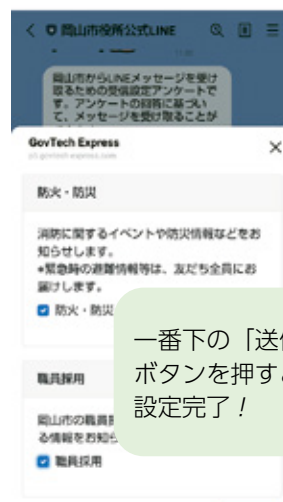 岡山市役所公式LINE
岡山市からLINEメッセージを受け
取るための受信設定アンケートで
す。アンケートの回答に基づい
て、メッセージを受け取ることが
GovTech Express
×
防火・防災
消防に関するイベントや防災情報などをお
知らせします。
*緊急時の避難情報等は、友だち全員にお
届けします。
防火・防災
一番下の「送信
ボタンを押すと
設定完了！
職員採用
岡山市の職員
る情報をお知ら
職員採用